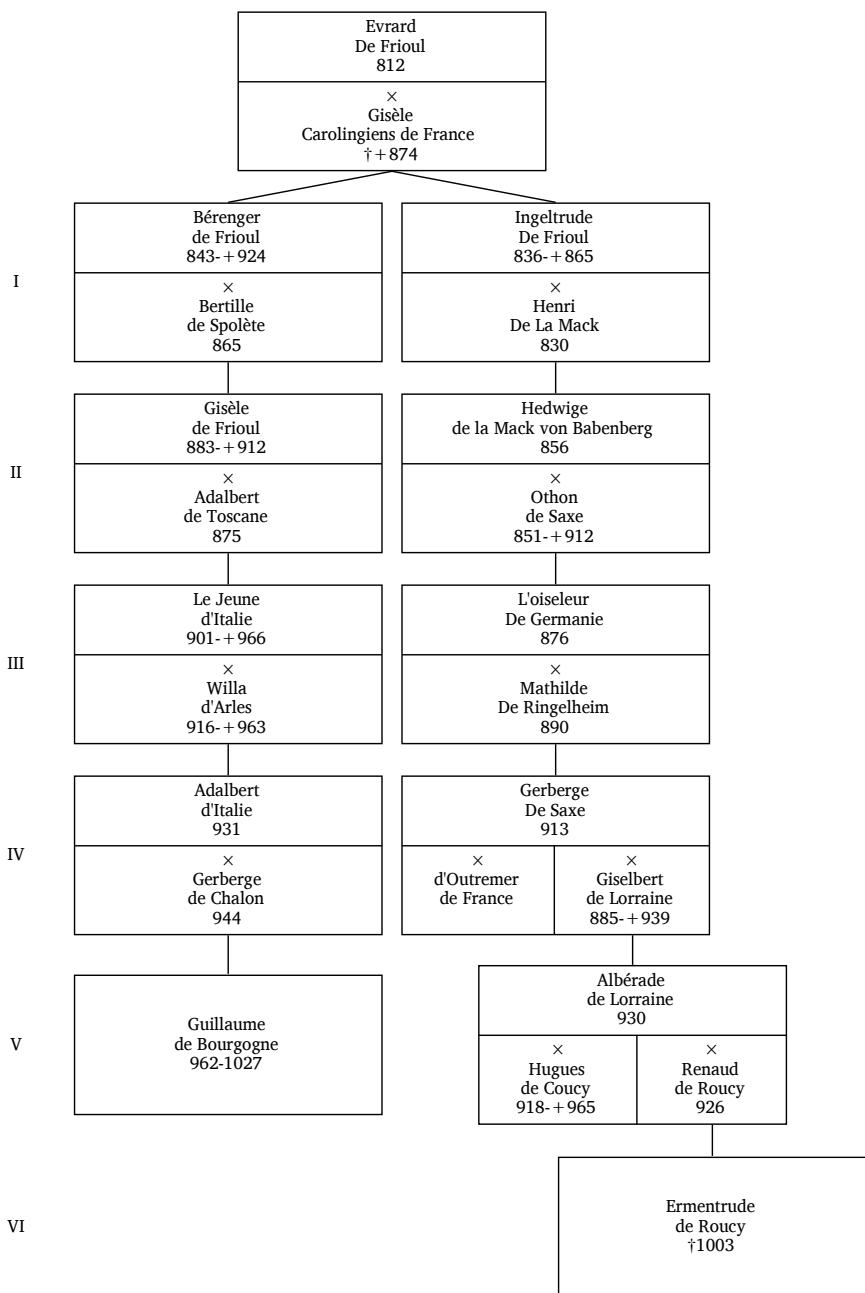 Evrard
De Frioul
812
×
Gisèle
Carolingiens de France
†+874
I
Bérenger
de Frioul
843-+924
×
Bertille
de Spolète
865
Ingeltrude
De Frioul
836-+865
×
Henri
De La Mack
830
II
Gisèle
de Frioul
883-+912
×
Adalbert
de Toscane
875
Hedwige
de la Mack von Babenberg
856
×
Othon
de Saxe
851-+912
III
Le Jeune
d'Italie
901-+966
×
Willa
d'Arles
916-+963
L'oiseleur
De Germanie
876
×
Mathilde
De Ringelheim
890
IV
Adalbert
d'Italie
931
×
Gerberge
de Chalon
944
Gerberge
De Saxe
913
×
d'Outremer
de France
×
Giselbert
de Lorraine
885-+939
V
Guillaume
de Bourgogne
962-1027
Albérade
de Lorraine
930
×
Hugues
de Coucy
918-+965
×
Renaud
de Roucy
926
VI
Ermentrude
de Roucy
†1003